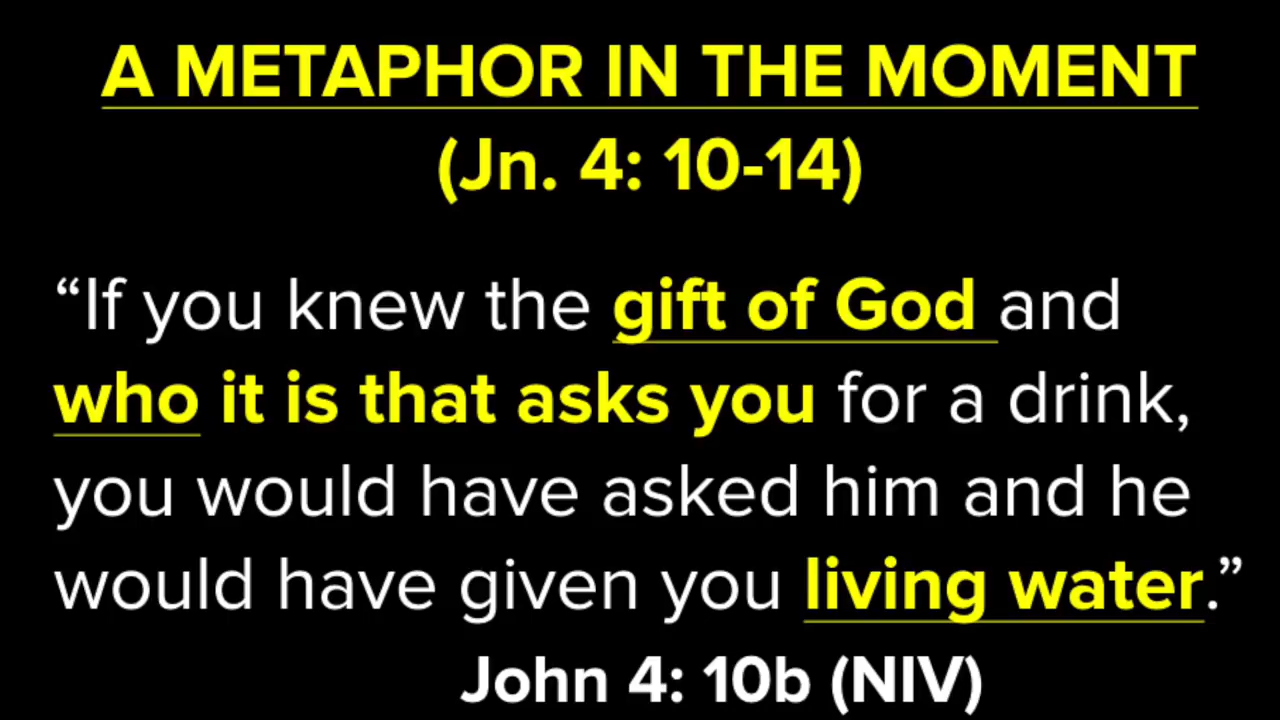 A METAPHOR IN THE MOMENT
(Jn. 4: 10-14)
“If you knew the gift of God and
who it is that asks you for a drink,
you would have asked him and he
would have given you living water.”
John 4: 10b (NIV)